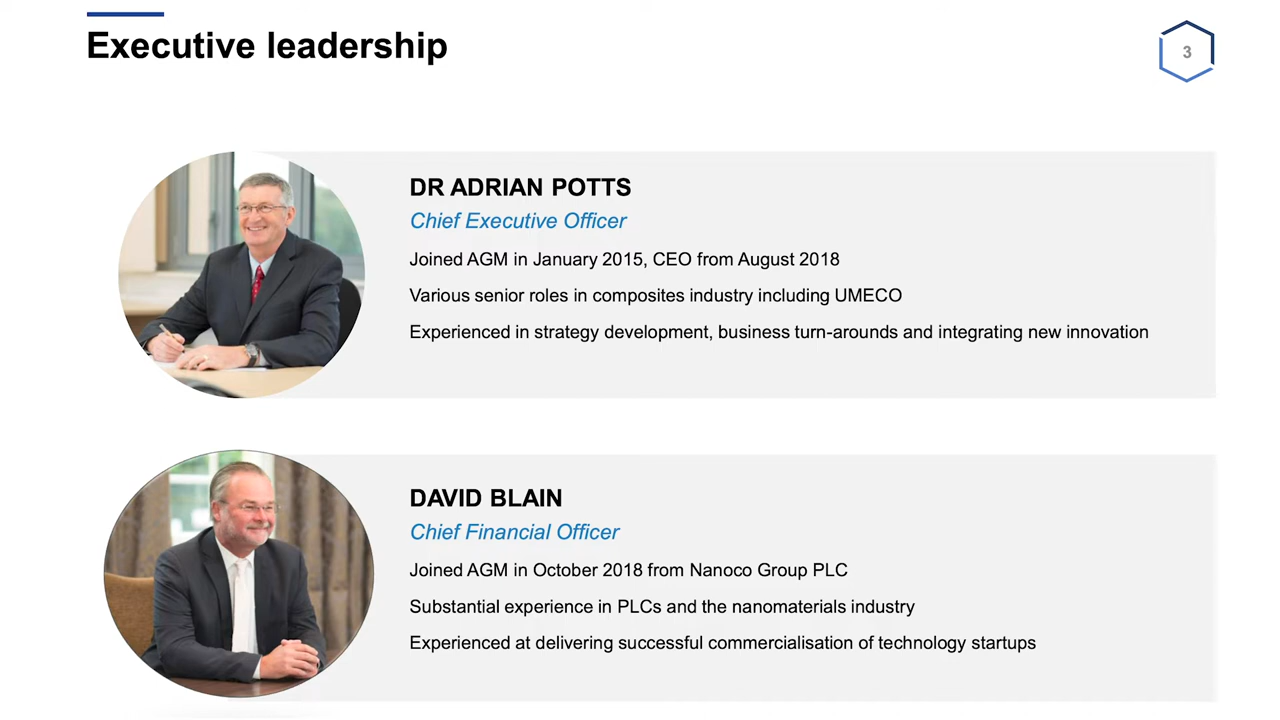 Executive leadership
3
DR ADRIAN POTTS
Chief Executive Officer
Joined AGM in January 2015, CEO from August 2018
Various senior roles in composites industry including UMECO
Experienced in strategy development, business turn-arounds and integrating new innovation
DAVID BLAIN
Chief Financial Officer
Joined AGM in October 2018 from Nanoco Group PLC
Substantial experience in PLCs and the nanomaterials industry
Experienced at delivering successful commercialisation of technology startups